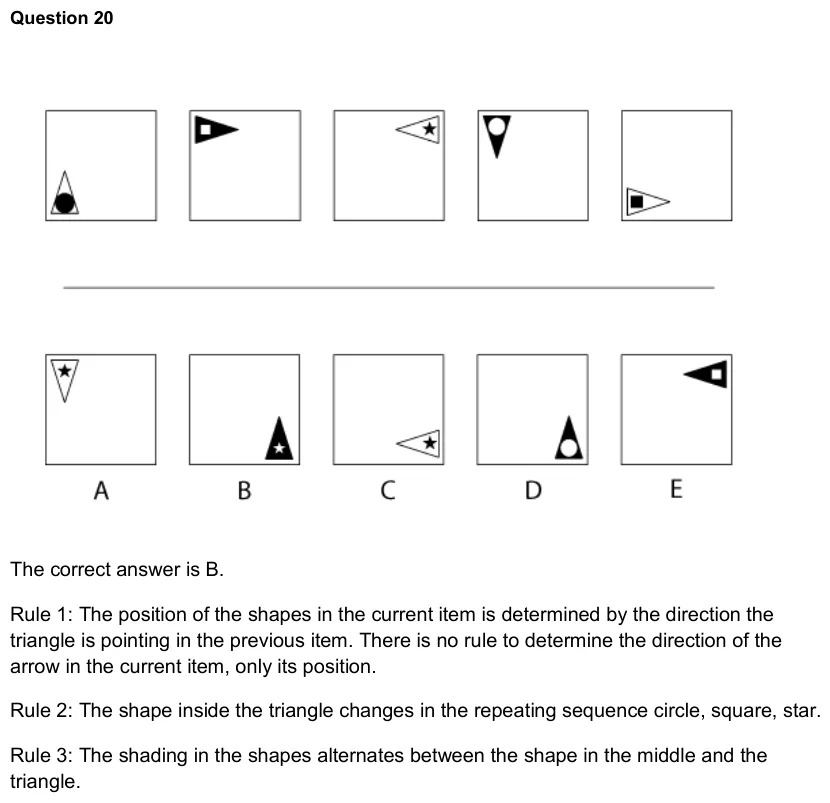 Question 20
A B C D E
The correct answer is B.
Rule 1: The position of the shapes in the current item is determined by the direction the
triangle is pointing in the previous item. There is no rule to determine the direction of the
arrow in the current item, only its position.
Rule 2: The shape inside the triangle changes in the repeating sequence circle, square, star.
Rule 3: The shading in the shapes alternates between the shape in the middle and the
triangle.